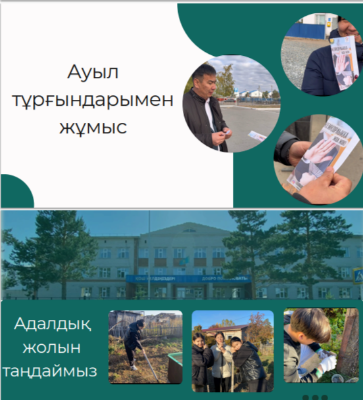 Ауыл
тұрғындарымен
жұмыс
Адалдық
жолын
таңдаймыз